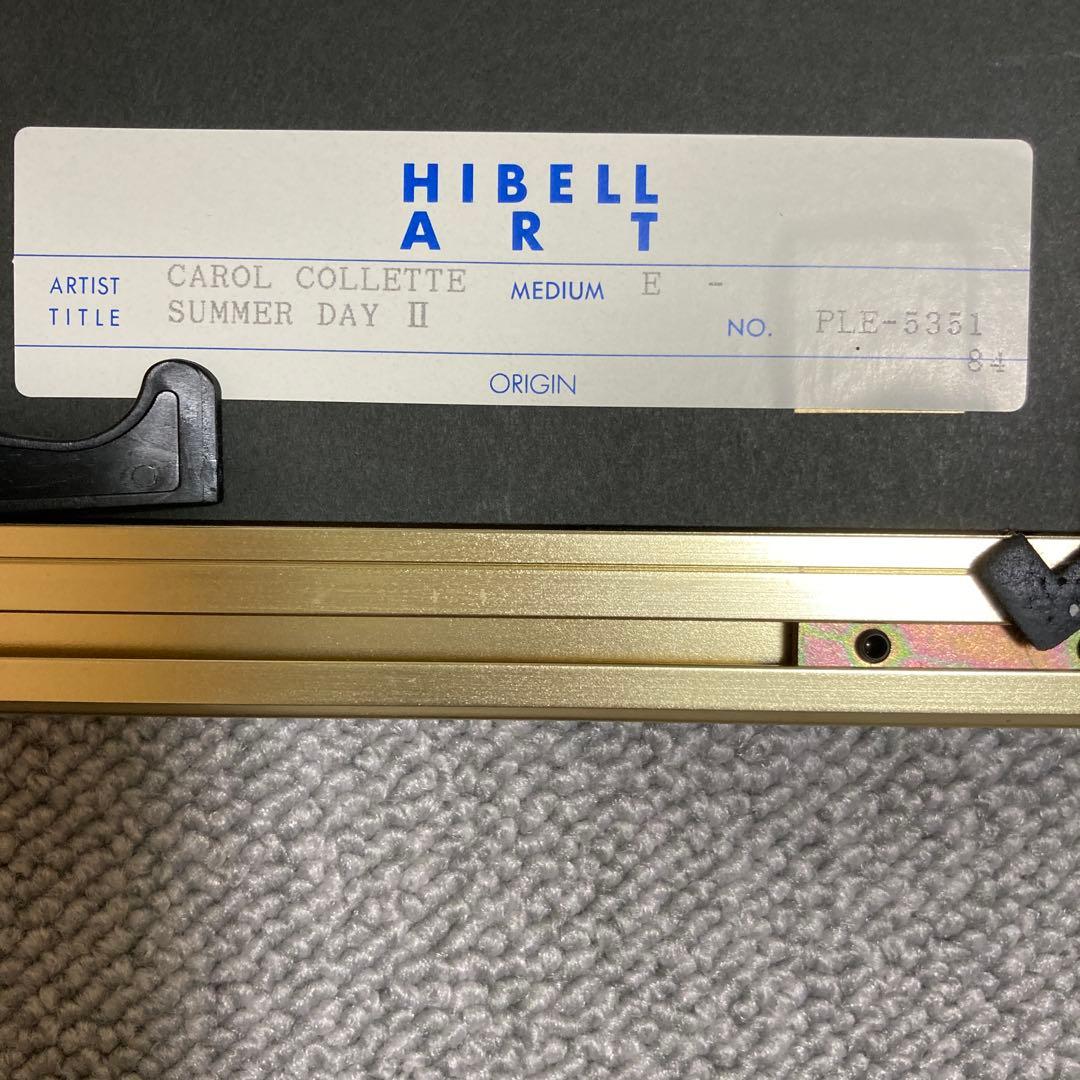 HIBELL
ART
ARTIST CAROL COLLETTE MEDIUM E -
TITLE SUMMER DAY II NO. PLE-5351
84
ORIGIN